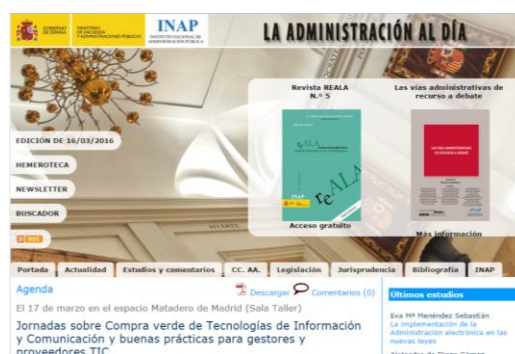 GOBIERNO
DE ESPAÑA
MINISTERIO
DE HACIENDA
Y ADMINISTRACIONES PÚBLICAS
INAP
INSTITUTO NACIONAL DE
ADMINISTRACIÓN PÚBLICA
LA ADMINISTRACIÓN AL DÍA
Revista REALA
N.º 5
Las vías administrativas de
recurso a debate
reALA
reALA
EDICIÓN DE 16/03/2016
HEMEROTECA
NEWSLETTER
BUSCADOR
RSS
Acceso gratuito
Más información
Portada
Actualidad
Estudios y comentarios
CC. AA.
Legislación
Jurisprudencia
Bibliografía
INAP
Agenda
Descargar
Comentarios (0)
El 17 de marzo en el espacio Matadero de Madrid (Sala Taller)
Jornadas sobre Compra verde de Tecnologías de Información
y Comunicación y buenas prácticas para gestores y
proveedores TIC
Últimos estudios
Eva Mª Menéndez Sebastián
La implementación de la
Administración electrónica en las
nuevas leyes